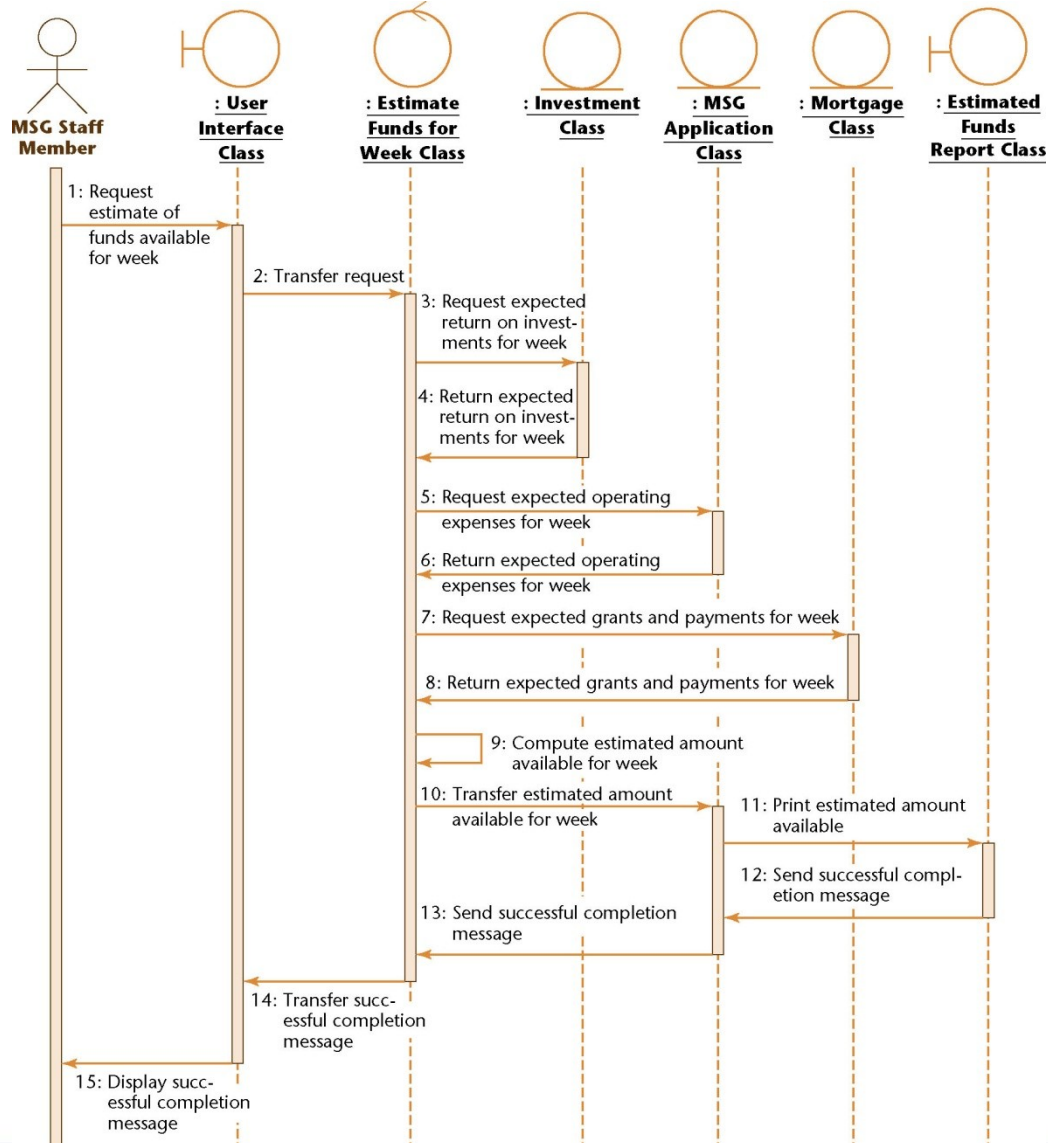 MSG Staff
Member
: User
Interface
Class
: Estimate
Funds for
Week Class
: Investment
Class
: MSG
Application
Class
: Mortgage
Class
: Estimated
Funds
Report Class
1: Request
estimate of
funds available
for week
2: Transfer request
3: Request expected
return on invest-
ments for week
4: Return expected
return on invest-
ments for week
5: Request expected operating
expenses for week
6: Return expected operating
expenses for week
7: Request expected grants and payments for week
8: Return expected grants and payments for week
9: Compute estimated amount
available for week
10: Transfer estimated amount
available for week
11: Print estimated amount
available
12: Send successful compl-
etion message
13: Send successful completion
message
14: Transfer succ-
essful completion
message
15: Display succ-
essful completion
message